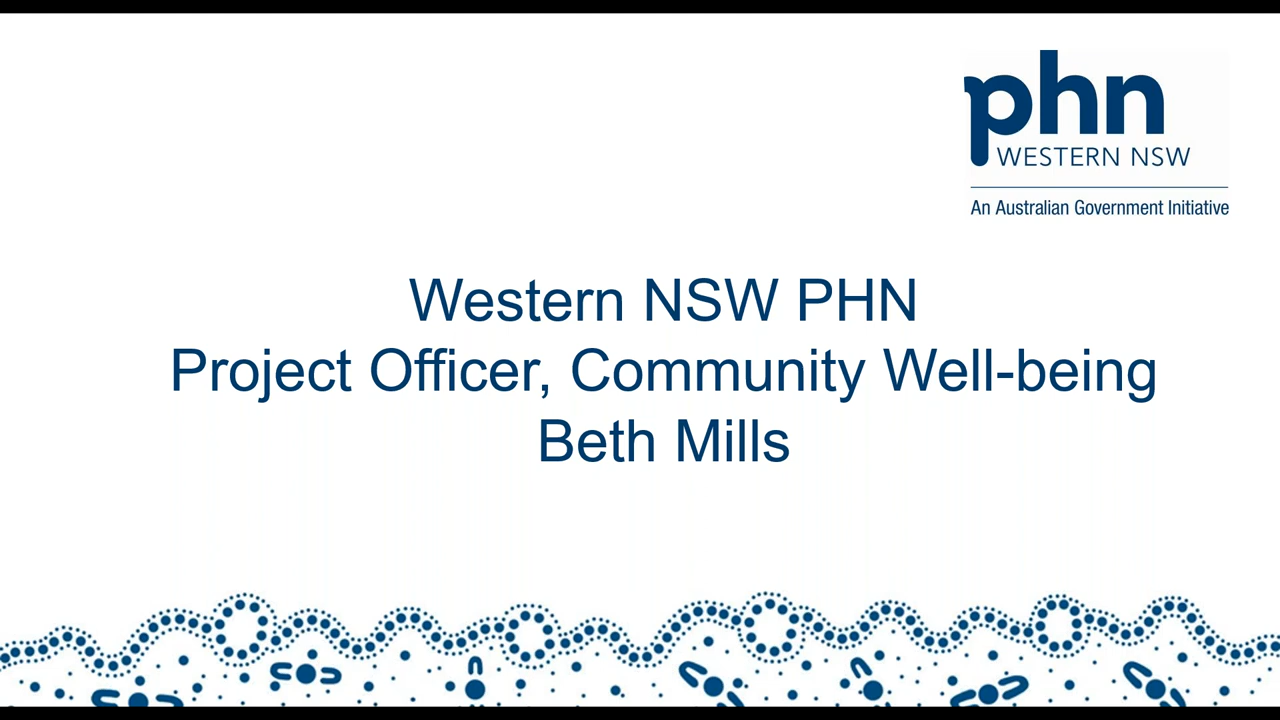 phn
WESTERN NSW
An Australian Government Initiative
Western NSW PHN
Project Officer, Community Well-being
Beth Mills